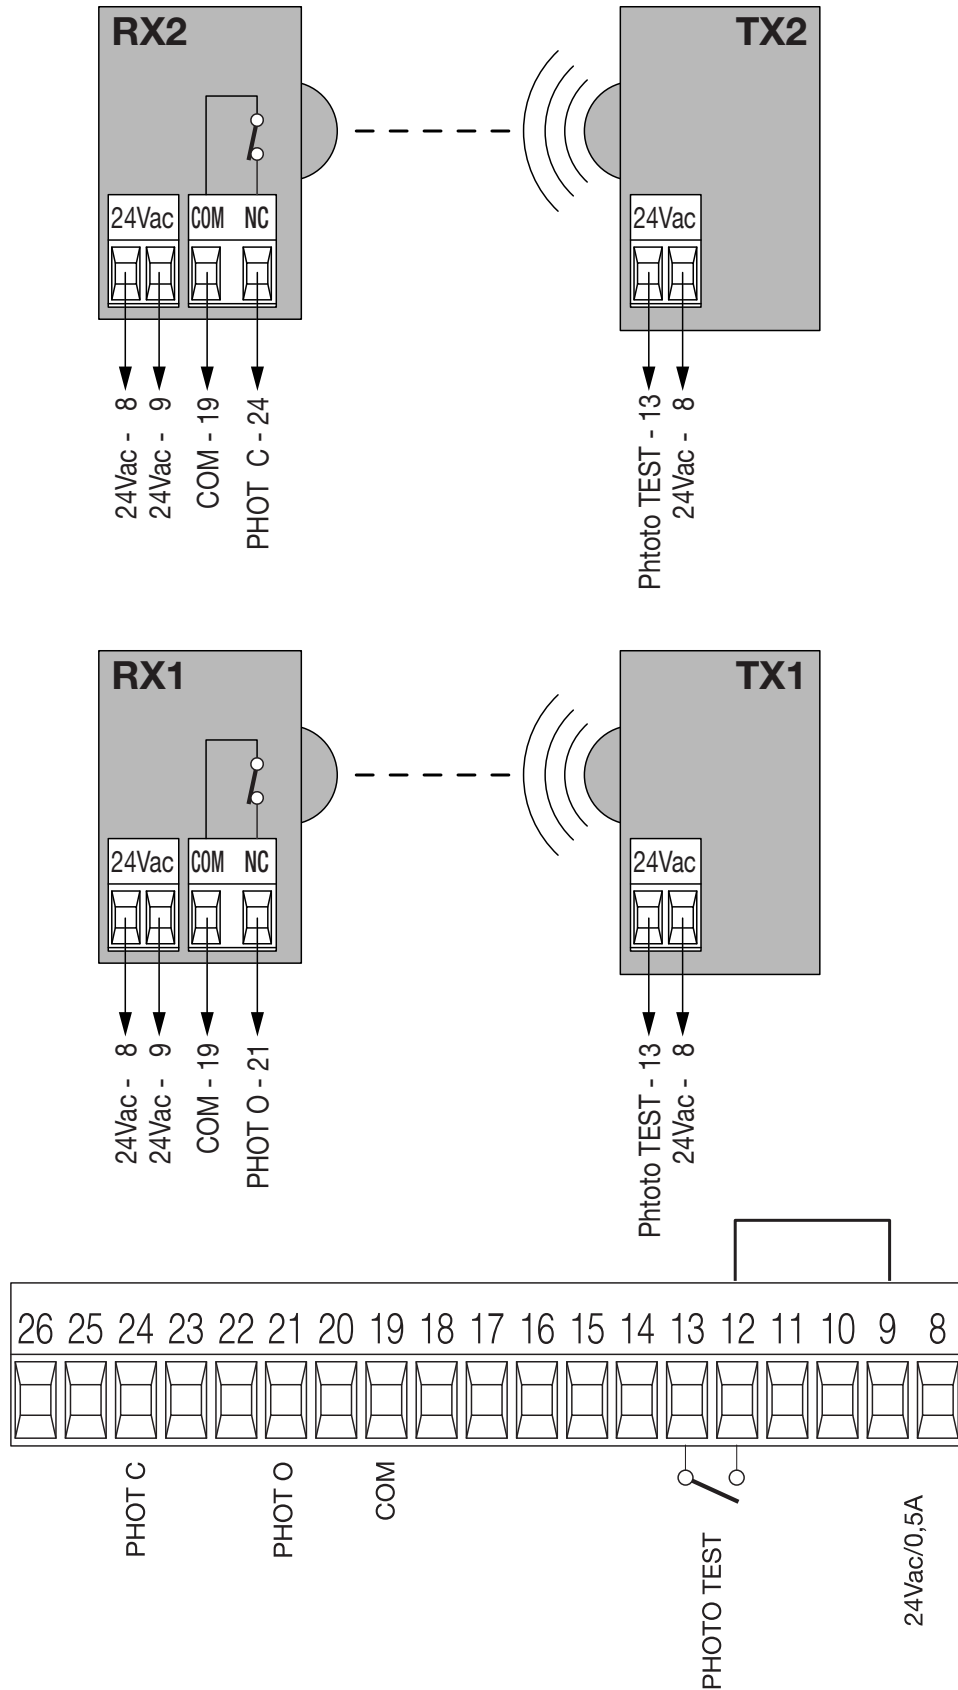 RX2
TX2
24Vac
COM NC
24Vac
24Vac - 8
24Vac - 9
COM - 19
PHOT C - 24
Phtoto TEST - 13
24Vac - 8
RX1
TX1
24Vac
COM NC
24Vac
24Vac - 8
24Vac - 9
COM - 19
PHOT O - 21
Phtoto TEST - 13
24Vac - 8
26 25 24 23 22 21 20 19 18 17 16 15 14 13 12 11 10 9 8
PHOT C
PHOT O
COM
PHOTO TEST
24Vac/0,5A